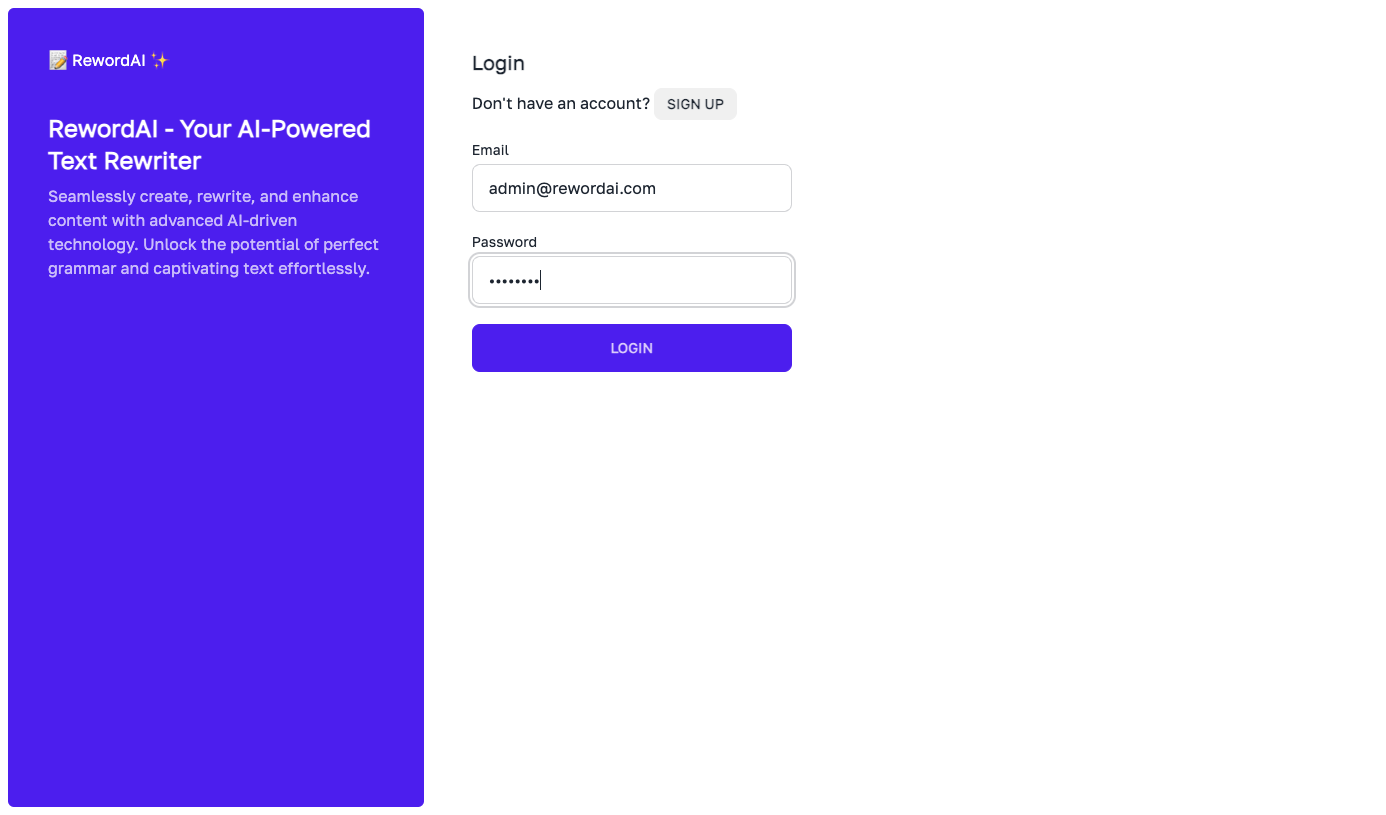 📝 RewordAI ✨
RewordAI - Your AI-Powered
Text Rewriter
Seamlessly create, rewrite, and enhance
content with advanced AI-driven
technology. Unlock the potential of perfect
grammar and captivating text effortlessly.
Login
Don't have an account? SIGN UP
Email
admin@rewordai.com
Password
••••••••
LOGIN